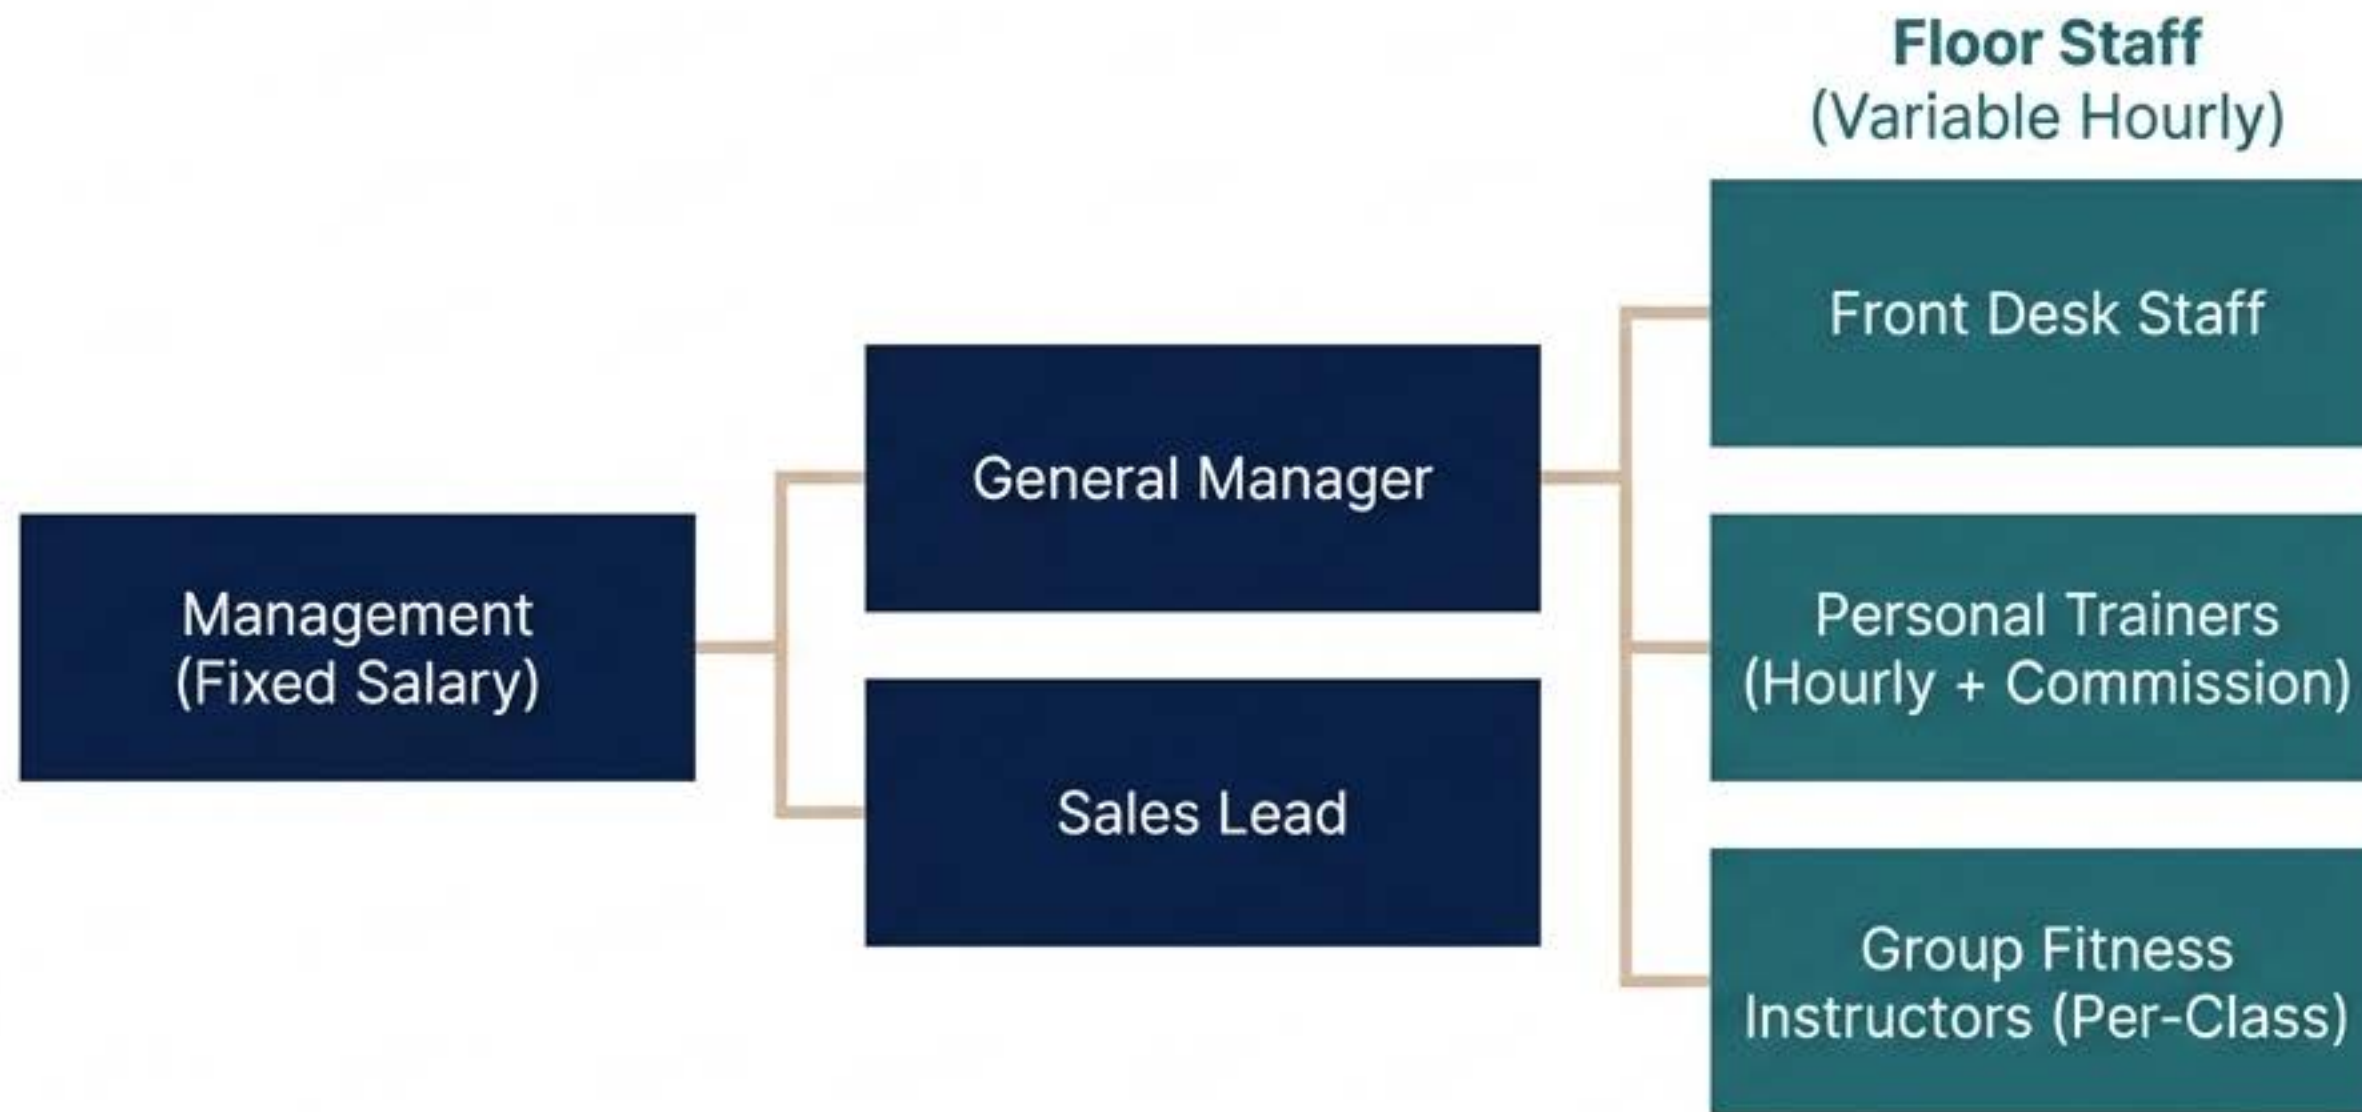 Floor Staff
(Variable Hourly)
Front Desk Staff
General Manager
Management
(Fixed Salary)
Personal Trainers
(Hourly + Commission)
Sales Lead
Group Fitness
Instructors (Per-Class)